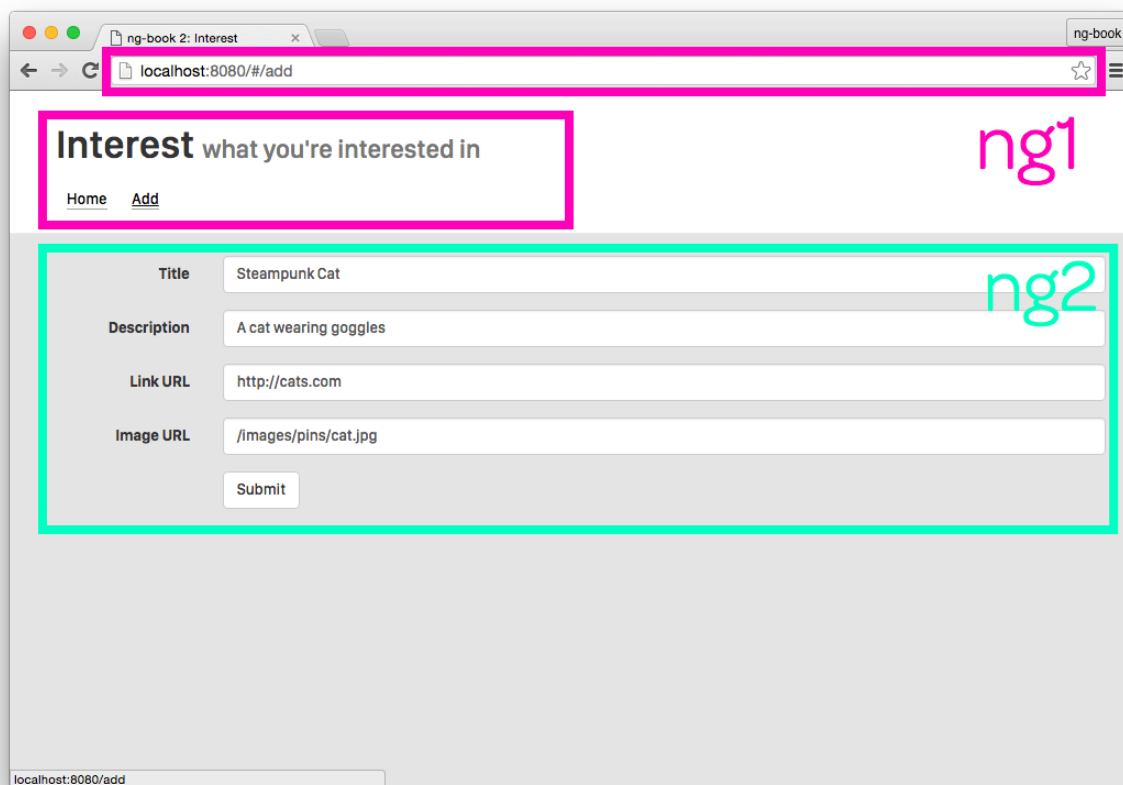 ng-book 2: Interest
ng-book
localhost:8080/#/add
ng1
Interest what you're interested in
Home Add
ng2
Title Steampunk Cat
Description A cat wearing goggles
Link URL http://cats.com
Image URL /images/pins/cat.jpg
Submit
localhost:8080/add